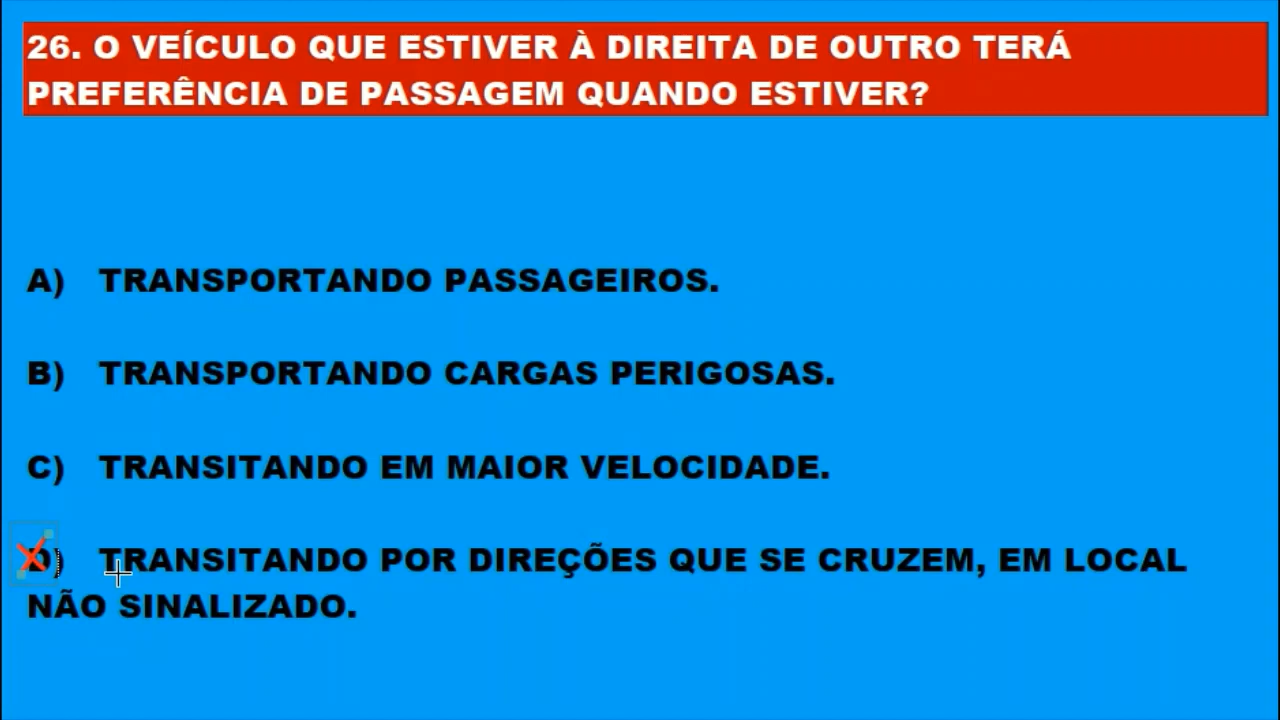 26. O VEÍCULO QUE ESTIVER À DIREITA DE OUTRO TERÁ
PREFERÊNCIA DE PASSAGEM QUANDO ESTIVER?
A) TRANSPORTANDO PASSAGEIROS.
B) TRANSPORTANDO CARGAS PERIGOSAS.
C) TRANSITANDO EM MAIOR VELOCIDADE.
D) TRANSITANDO POR DIREÇÕES QUE SE CRUZEM, EM LOCAL
NÃO SINALIZADO.